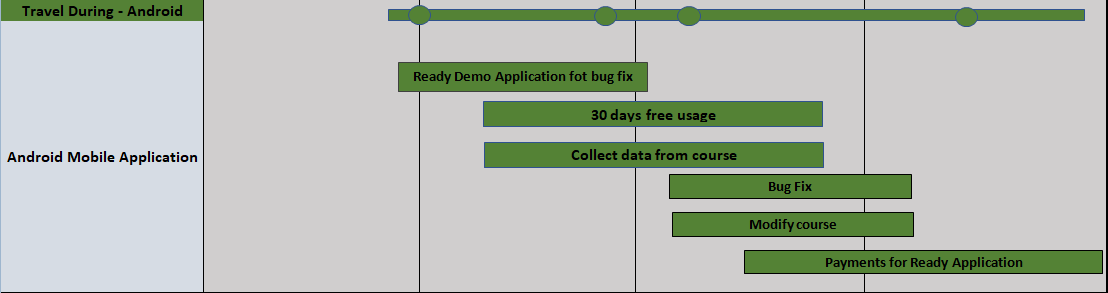 Travel During - Android
Ready Demo Application fot bug fix
30 days free usage
Collect data from course
Android Mobile Application
Bug Fix
Modify course
Payments for Ready Application